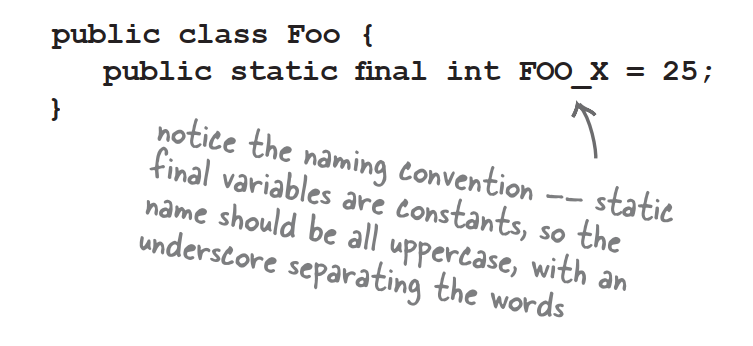 public class Foo {
public static final int FOO_X = 25;
}
notice the naming convention -- static
final variables are constants, so the
name should be all uppercase, with an
underscore separating the words